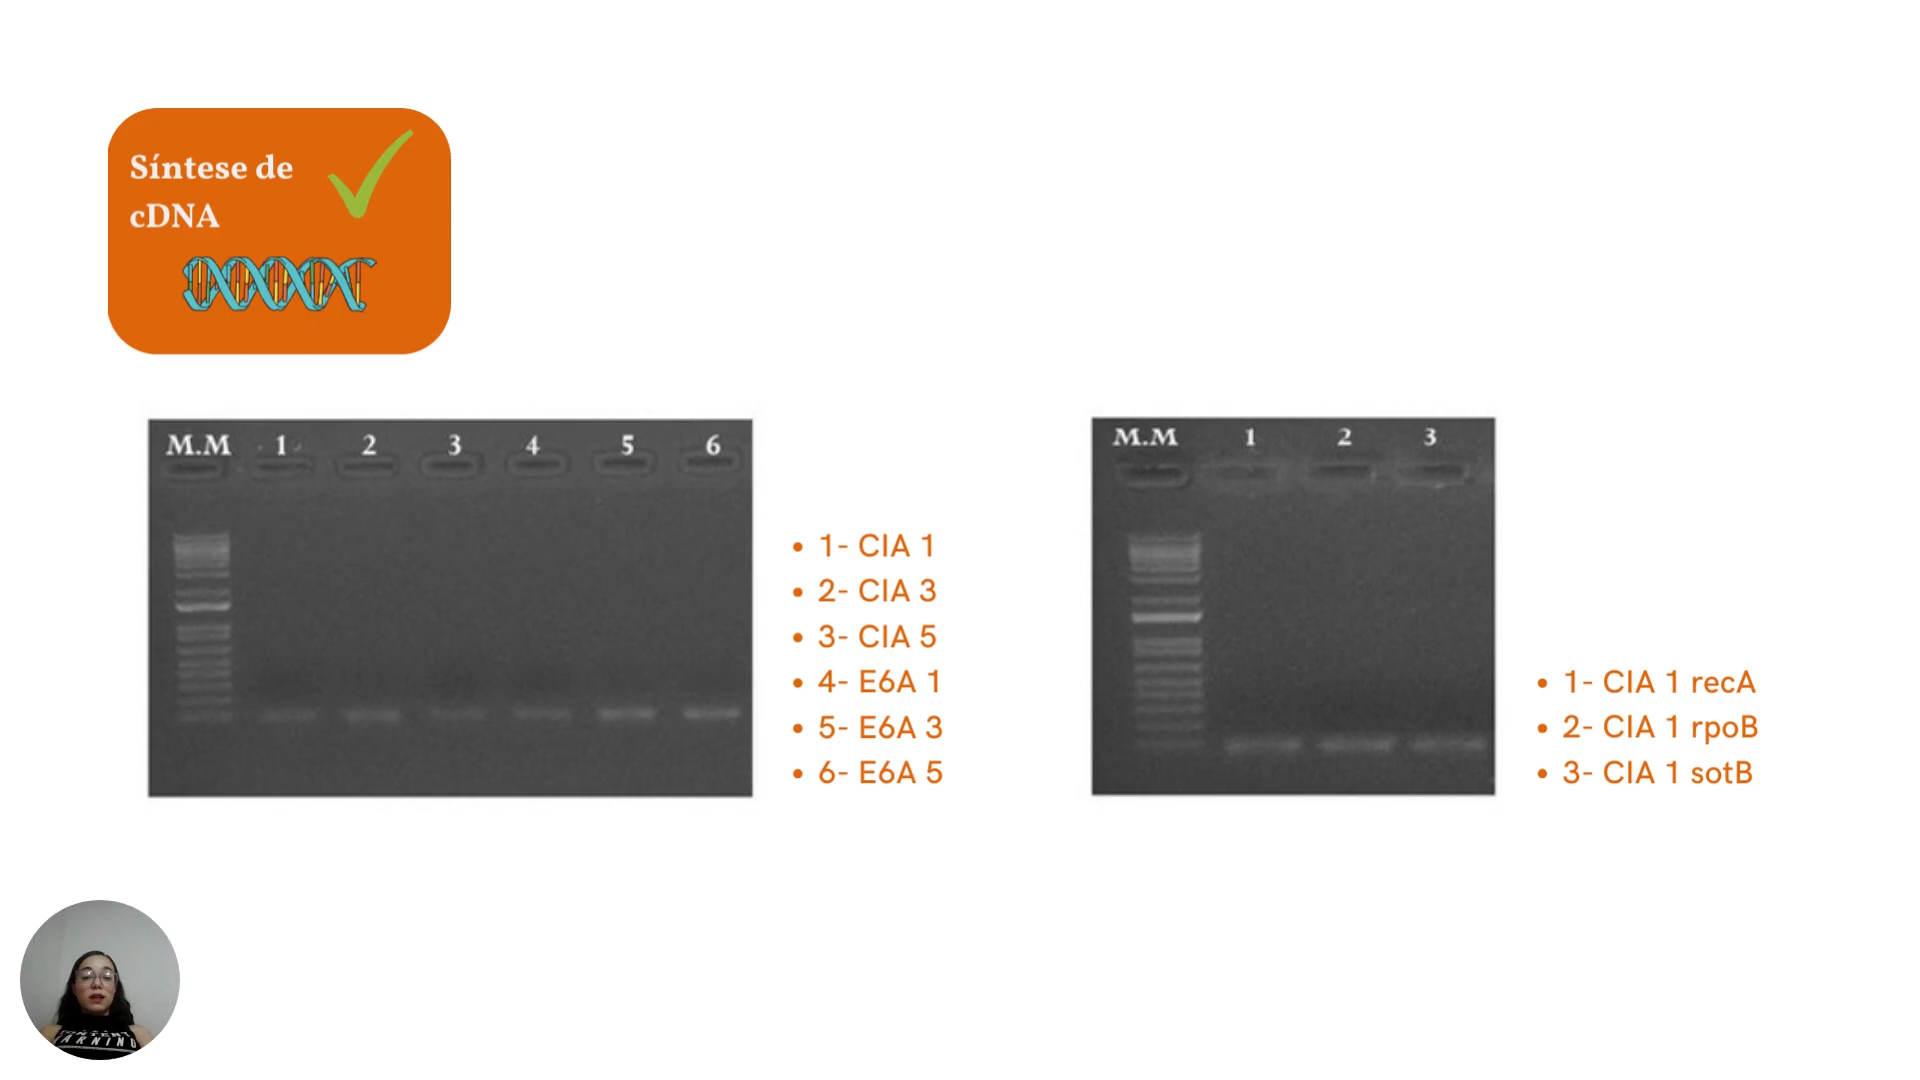 Síntese de
cDNA
M.M 1 2 3 4 5 6
• 1- CIA 1
• 2- CIA 3
• 3- CIA 5
• 4- E6A 1
• 5- E6A 3
• 6- E6A 5
M.M 1 2 3
• 1- CIA 1 recA
• 2- CIA 1 rpoB
• 3- CIA 1 sotB